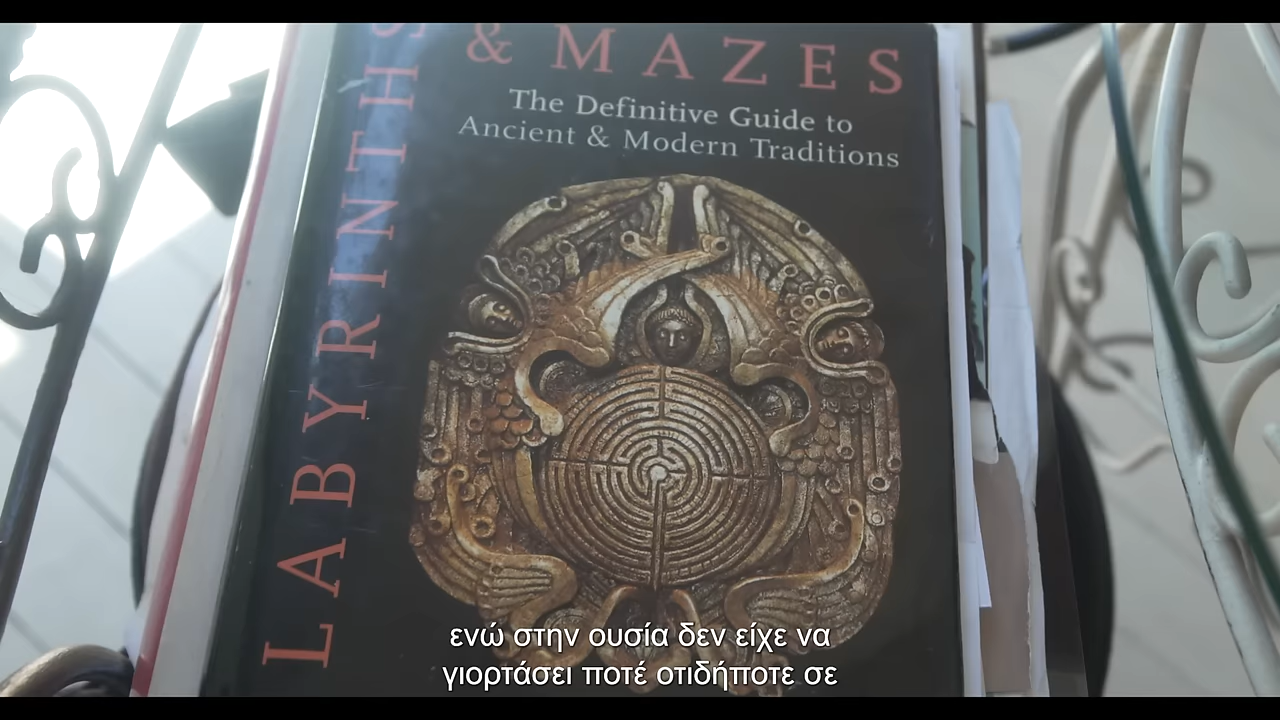 LABYRINTHS
& MAZES
The Definitive Guide to
Ancient & Modern Traditions
ενώ στην ουσία δεν είχε να
γιορτάσει ποτέ οτιδήποτε σε